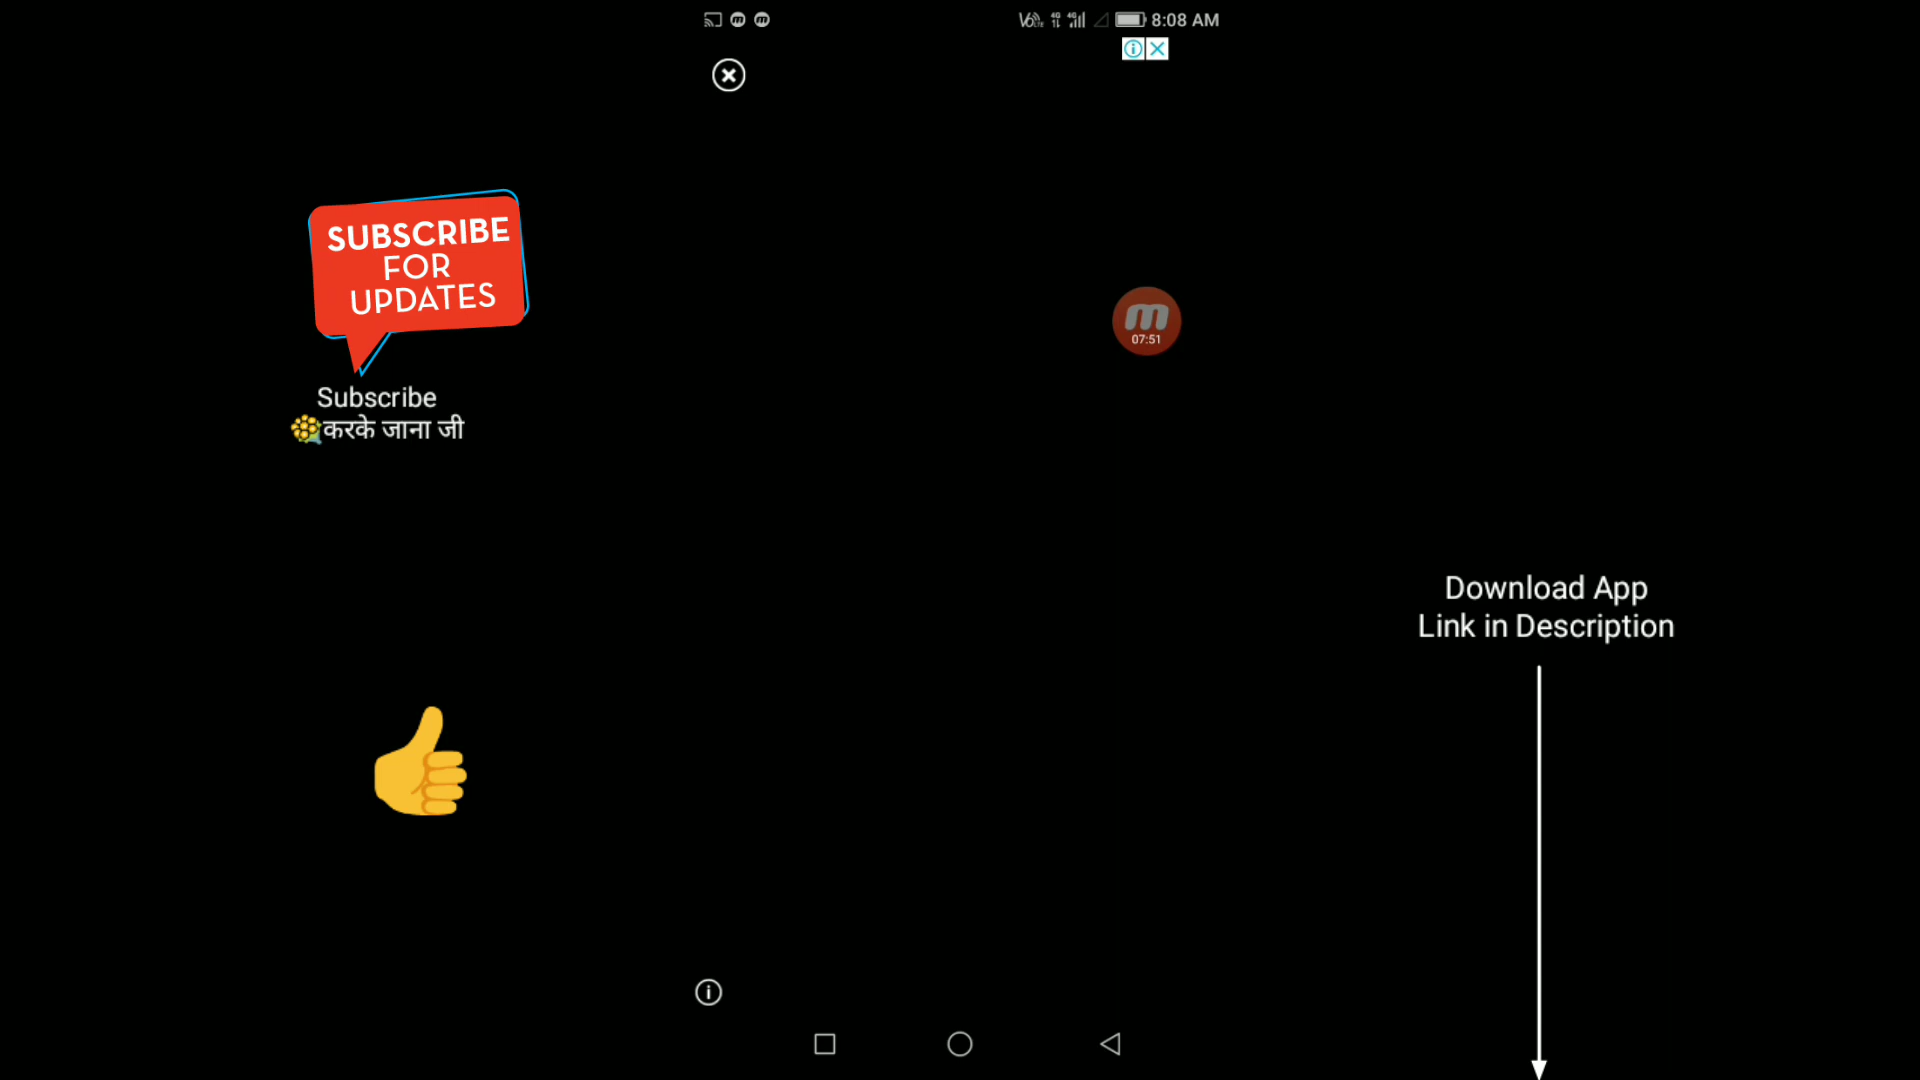 8:08 AM
SUBSCRIBE
FOR
UPDATES
07:51
Subscribe
करके जाना जी
Download App
Link in Description